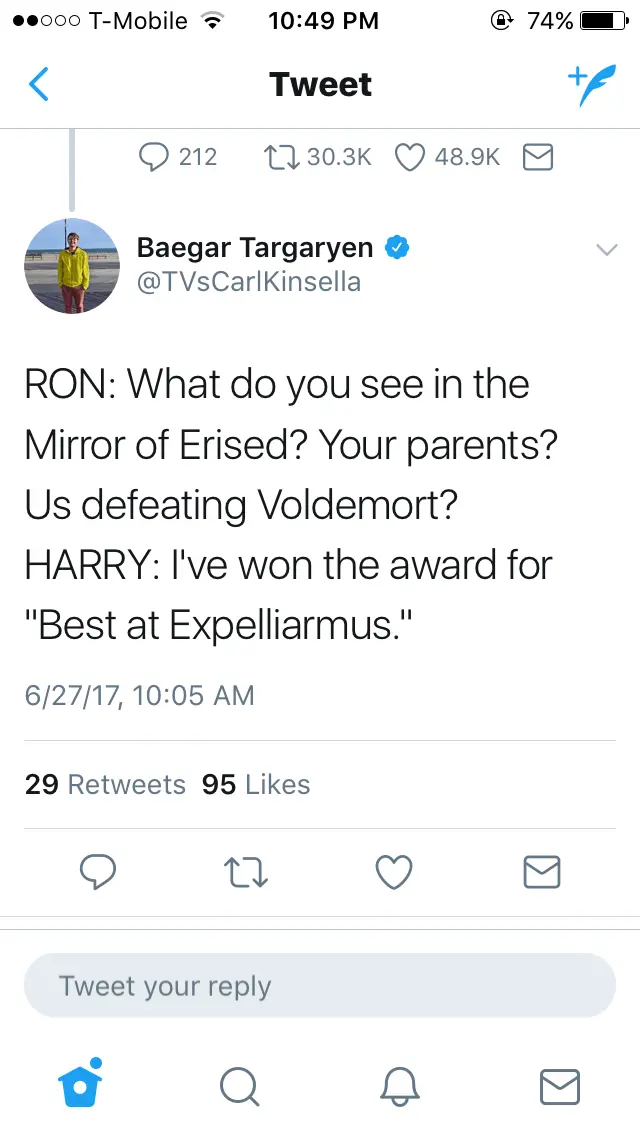 T-Mobile 10:49 PM 74%
Tweet
212 30.3K 48.9K
Baegar Targaryen
@TVsCarlKinsella
RON: What do you see in the
Mirror of Erised? Your parents?
Us defeating Voldemort?
HARRY: I've won the award for
"Best at Expelliarmus."
6/27/17, 10:05 AM
29 Retweets 95 Likes
Tweet your reply